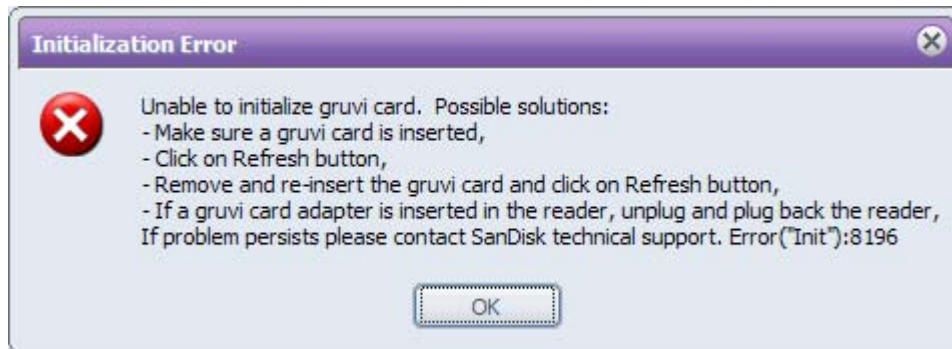 Initialization Error
Unable to initialize gruvi card.  Possible solutions:
- Make sure a gruvi card is inserted,
- Click on Refresh button,
- Remove and re-insert the gruvi card and click on Refresh button,
- If a gruvi card adapter is inserted in the reader, unplug and plug back the reader,
If problem persists please contact SanDisk technical support. Error("Init"):8196
OK